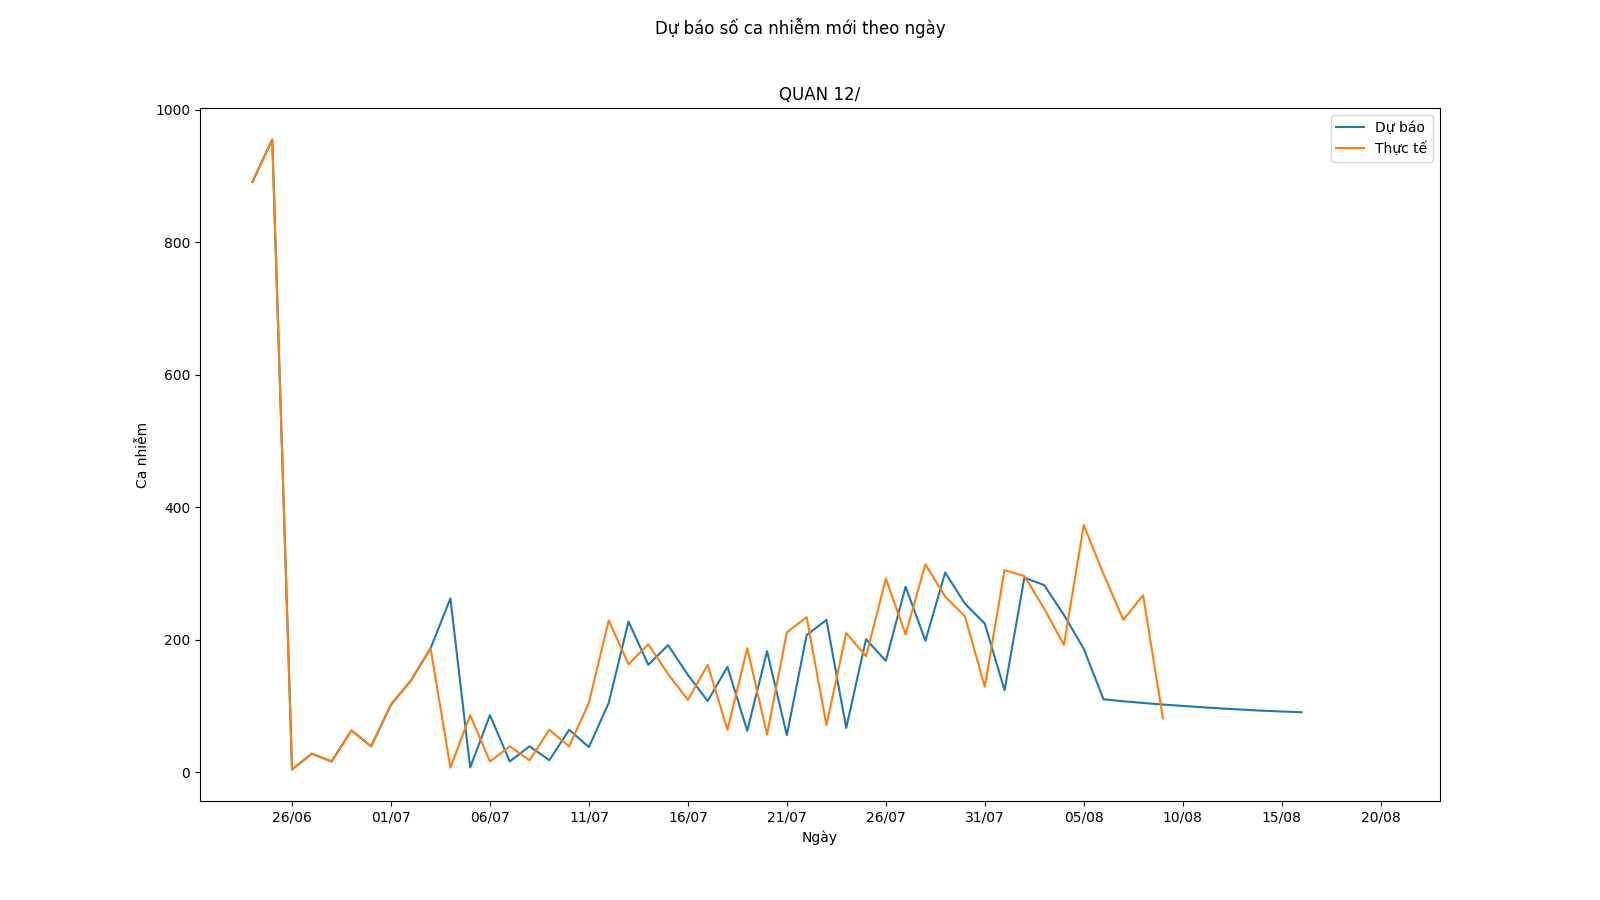 Dự báo số ca nhiễm mới theo ngày
QUAN 12/
1000
800
600
400
200
0
Ca nhiễm
Dự báo
Thực tế
26/06 01/07 06/07 11/07 16/07 21/07 26/07 31/07 05/08 10/08 15/08 20/08
Ngày